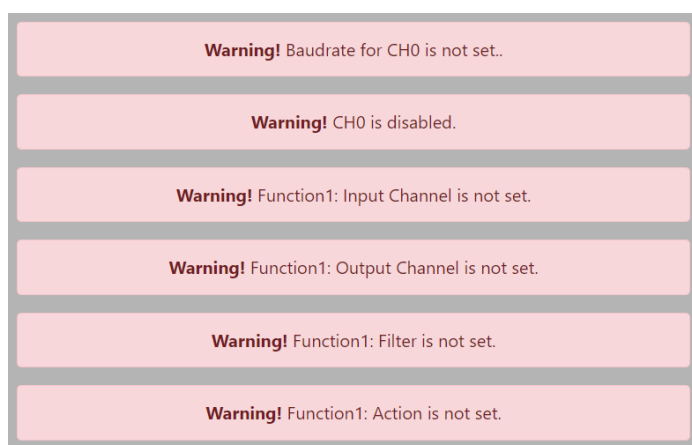 Warning! Baudrate for CH0 is not set..
Warning! CH0 is disabled.
Warning! Function1: Input Channel is not set.
Warning! Function1: Output Channel is not set.
Warning! Function1: Filter is not set.
Warning! Function1: Action is not set.